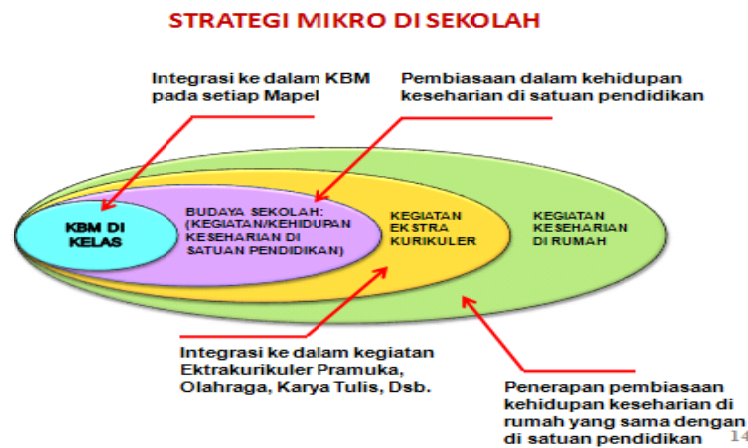 STRATEGI MIKRO DI SEKOLAH
Integrasi ke dalam KBM
pada setiap Mapel
Pembiasaan dalam kehidupan
keseharian di satuan pendidikan
KBM DI
KELAS
BUDAYA SEKOLAH:
(KEGIATAN/KEHIDUPAN
KESEHARIAN DI
SATUAN PENDIDIKAN)
KEGIATAN
EKSTRA
KURIKULER
KEGIATAN
KESEHARIAN
DI RUMAH
Integrasi ke dalam kegiatan
Ektrakurikuler Pramuka,
Olahraga, Karya Tulis, Dsb.
Penerapan pembiasaan
kehidupan keseharian di
rumah yang sama dengan
di satuan pendidikan
14